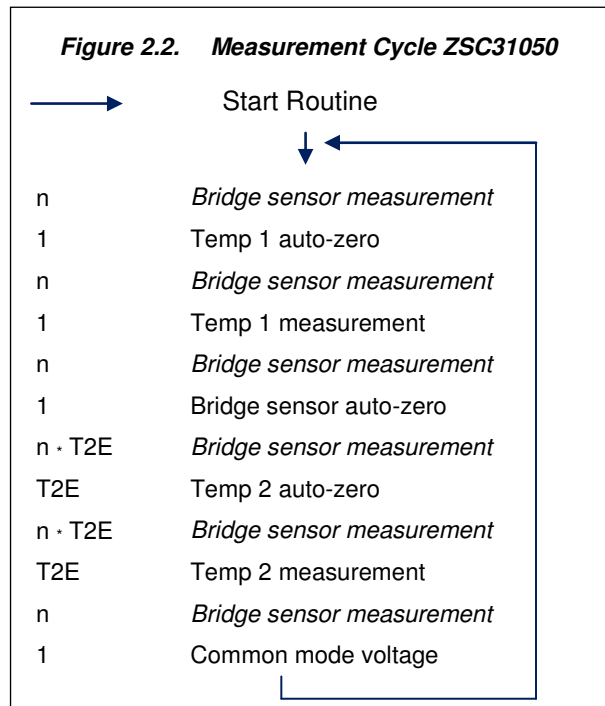 Figure 2.2. Measurement Cycle ZSC31050
Start Routine
n Bridge sensor measurement
1 Temp 1 auto-zero
n Bridge sensor measurement
1 Temp 1 measurement
n Bridge sensor measurement
1 Bridge sensor auto-zero
n * T2E Bridge sensor measurement
T2E Temp 2 auto-zero
n * T2E Bridge sensor measurement
T2E Temp 2 measurement
n Bridge sensor measurement
1 Common mode voltage